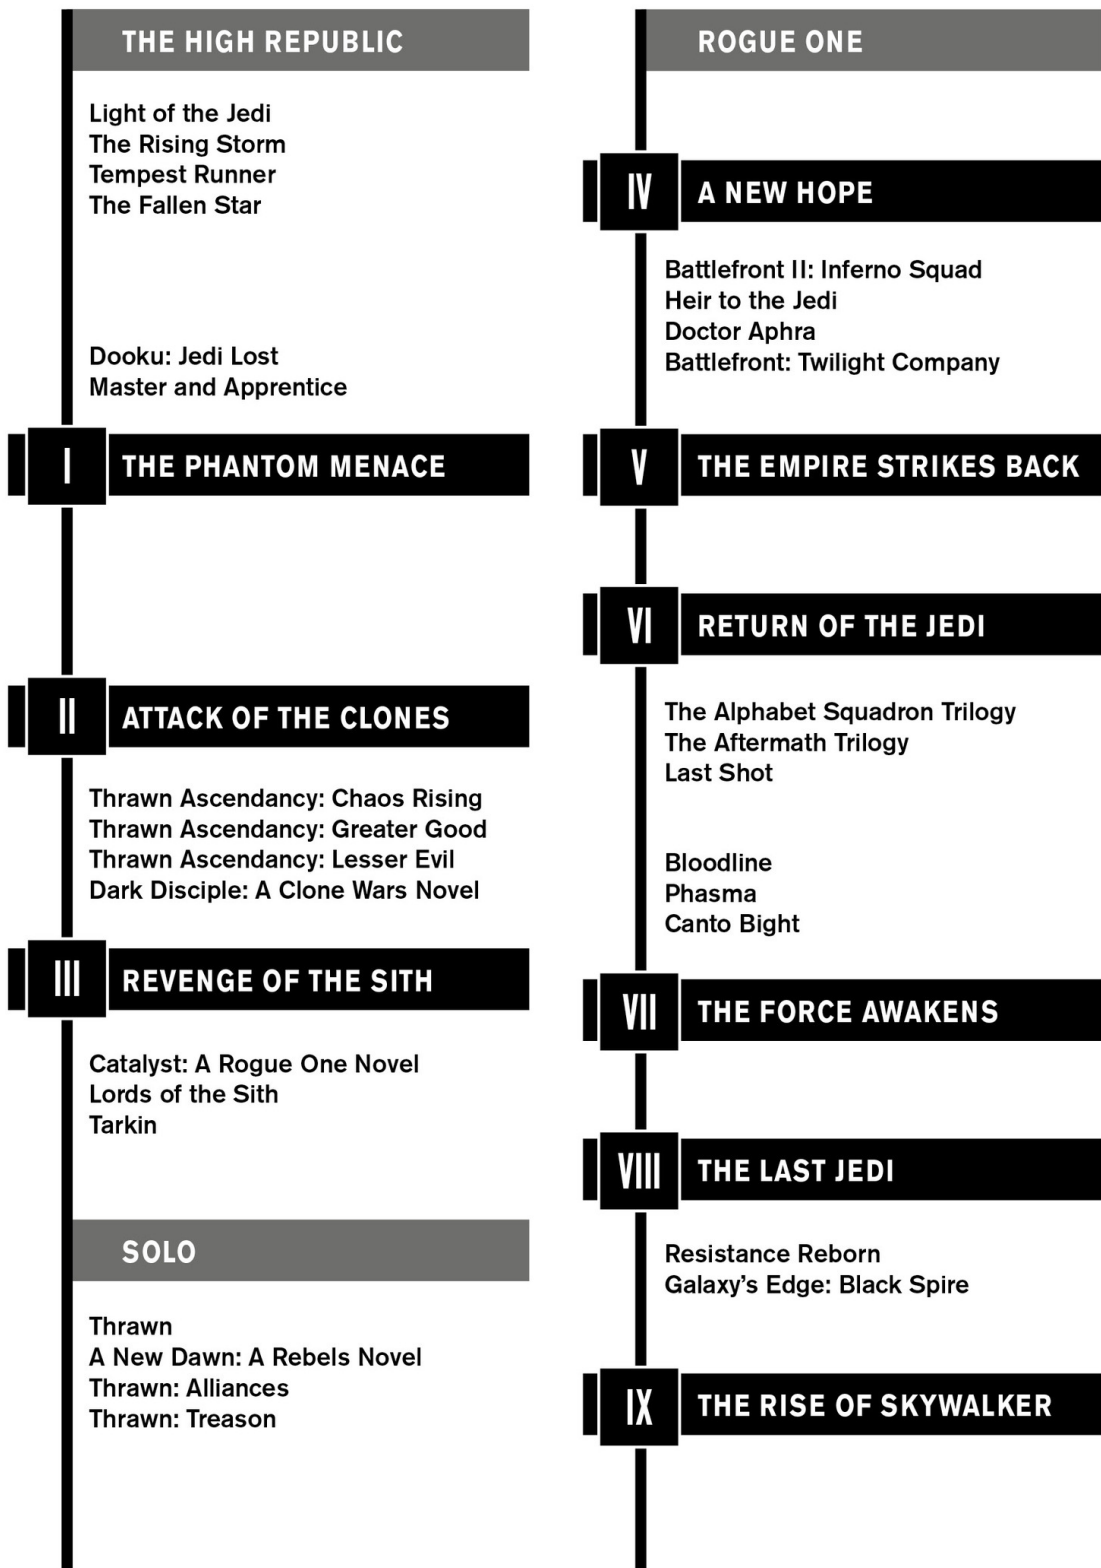 THE HIGH REPUBLIC
Light of the Jedi
The Rising Storm
Tempest Runner
The Fallen Star
Dooku: Jedi Lost
Master and Apprentice
I THE PHANTOM MENACE
II ATTACK OF THE CLONES
Thrawn Ascendancy: Chaos Rising
Thrawn Ascendancy: Greater Good
Thrawn Ascendancy: Lesser Evil
Dark Disciple: A Clone Wars Novel
III REVENGE OF THE SITH
Catalyst: A Rogue One Novel
Lords of the Sith
Tarkin
SOLO
Thrawn
A New Dawn: A Rebels Novel
Thrawn: Alliances
Thrawn: Treason
ROGUE ONE
IV A NEW HOPE
Battlefront II: Inferno Squad
Heir to the Jedi
Doctor Aphra
Battlefront: Twilight Company
V THE EMPIRE STRIKES BACK
VI RETURN OF THE JEDI
The Alphabet Squadron Trilogy
The Aftermath Trilogy
Last Shot
Bloodline
Phasma
Canto Bight
VII THE FORCE AWAKENS
VIII THE LAST JEDI
Resistance Reborn
Galaxy’s Edge: Black Spire
IX THE RISE OF SKYWALKER